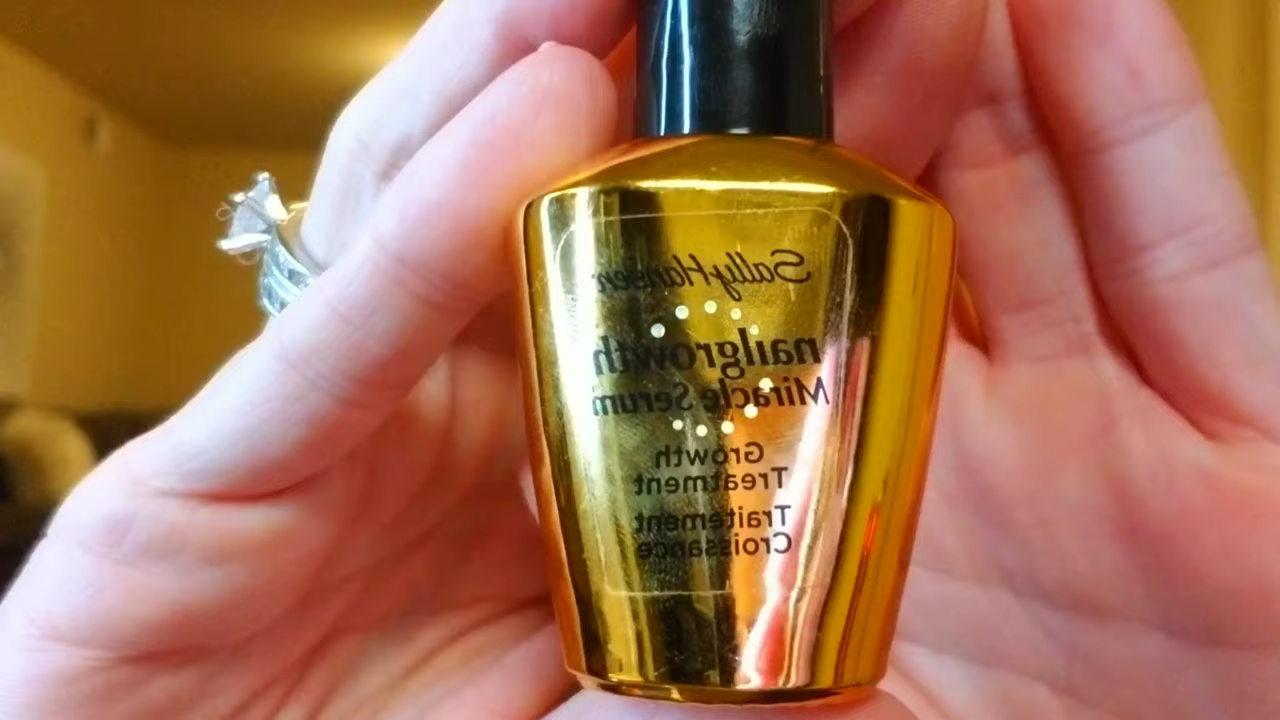 Sally Hansen
nailgrowth
Miracle Serum
Growth
Treatment
Traitement
Croissance